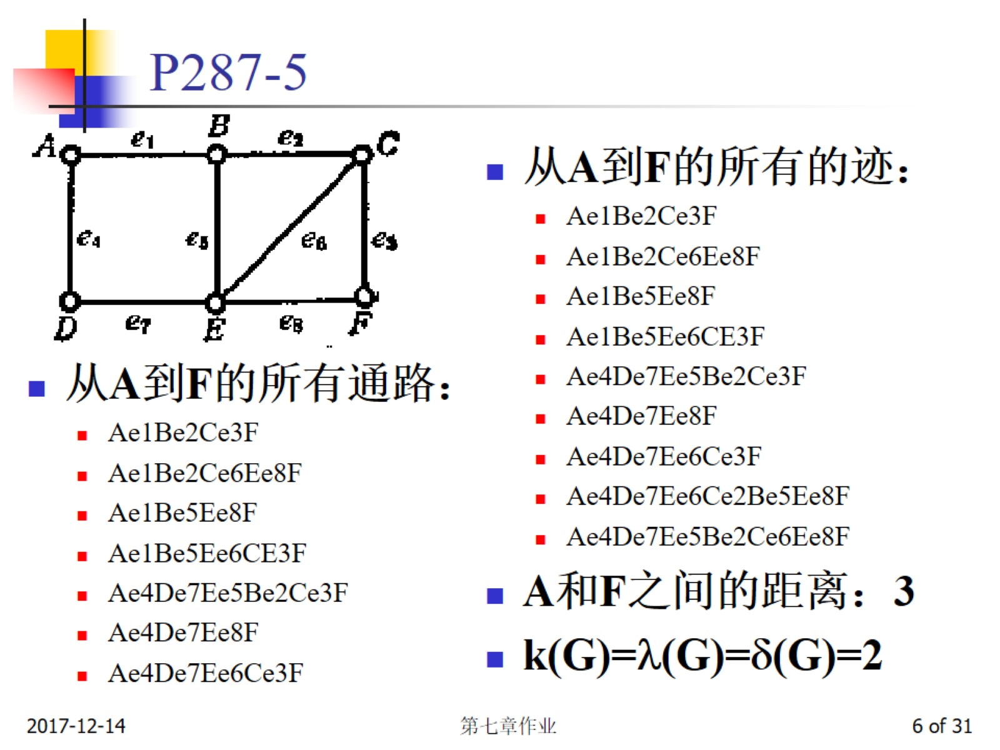 P287-5
A
e1
B
e2
C
e4
e5
e6
e3
D
e7
E
e8
F
从A到F的所有通路：
Ae1Be2Ce3F
Ae1Be2Ce6Ee8F
Ae1Be5Ee8F
Ae1Be5Ee6CE3F
Ae4De7Ee5Be2Ce3F
Ae4De7Ee8F
Ae4De7Ee6Ce3F
从A到F的所有的迹：
Ae1Be2Ce3F
Ae1Be2Ce6Ee8F
Ae1Be5Ee8F
Ae1Be5Ee6CE3F
Ae4De7Ee5Be2Ce3F
Ae4De7Ee8F
Ae4De7Ee6Ce3F
Ae4De7Ee6Ce2Be5Ee8F
Ae4De7Ee5Be2Ce6Ee8F
A和F之间的距离：3
k(G)=λ(G)=δ(G)=2
2017-12-14
第七章作业
6 of 31